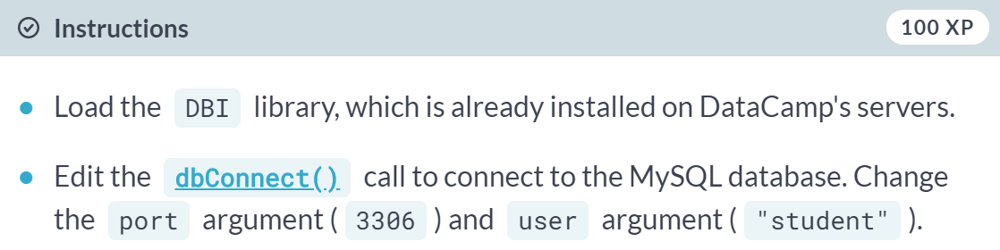 Instructions 100 XP
Load the DBI library, which is already installed on DataCamp's servers.
Edit the dbConnect() call to connect to the MySQL database. Change
the port argument ( 3306 ) and user argument ( "student" ).